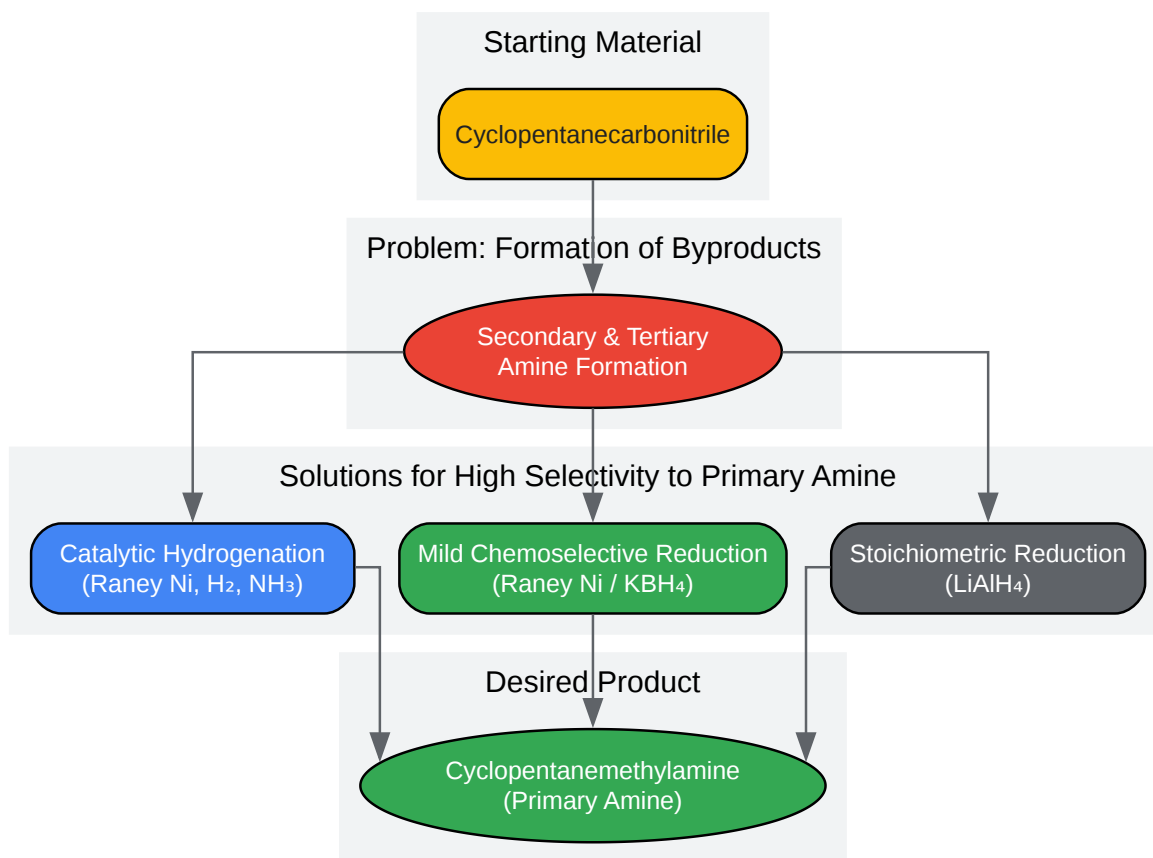 Starting Material
Cyclopentanecarbonitrile
Problem: Formation of Byproducts
Secondary & Tertiary
Amine Formation
Solutions for High Selectivity to Primary Amine
Catalytic Hydrogenation
(Raney Ni, H₂, NH₃)
Mild Chemoselective Reduction
(Raney Ni / KBH₄)
Stoichiometric Reduction
(LiAlH₄)
Desired Product
Cyclopentanemethylamine
(Primary Amine)